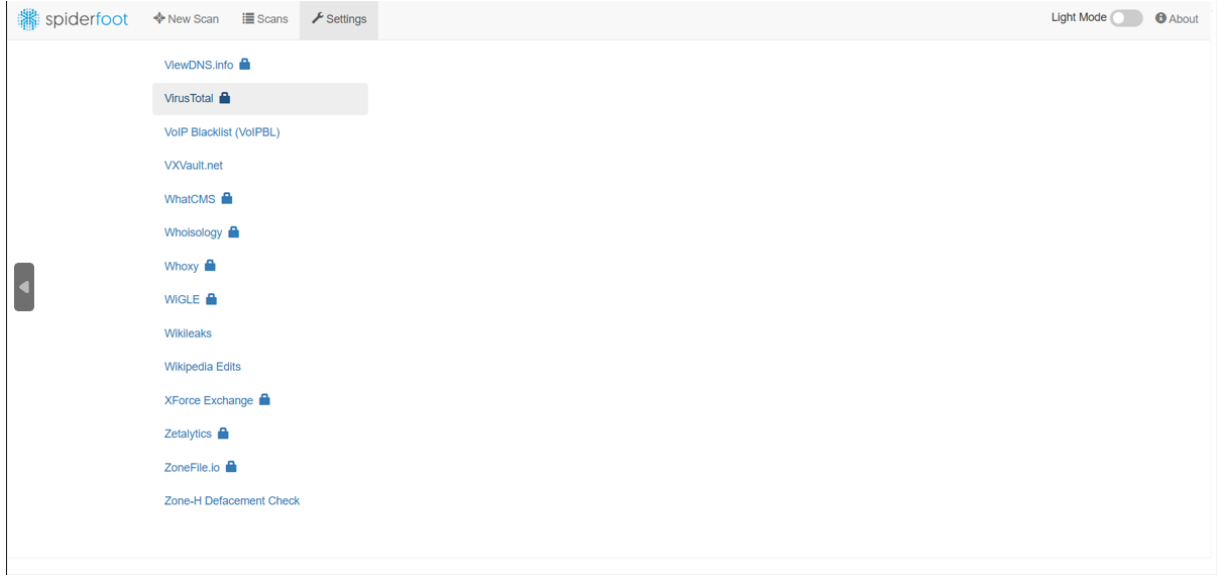 spiderfoot New Scan Scans Settings Light Mode About
ViewDNS.info
VirusTotal
VoIP Blacklist (VoIPBL)
VXVault.net
WhatCMS
Whoisology
Whoxy
WiGLE
Wikileaks
Wikipedia Edits
XForce Exchange
Zetalytics
ZoneFile.io
Zone-H Defacement Check